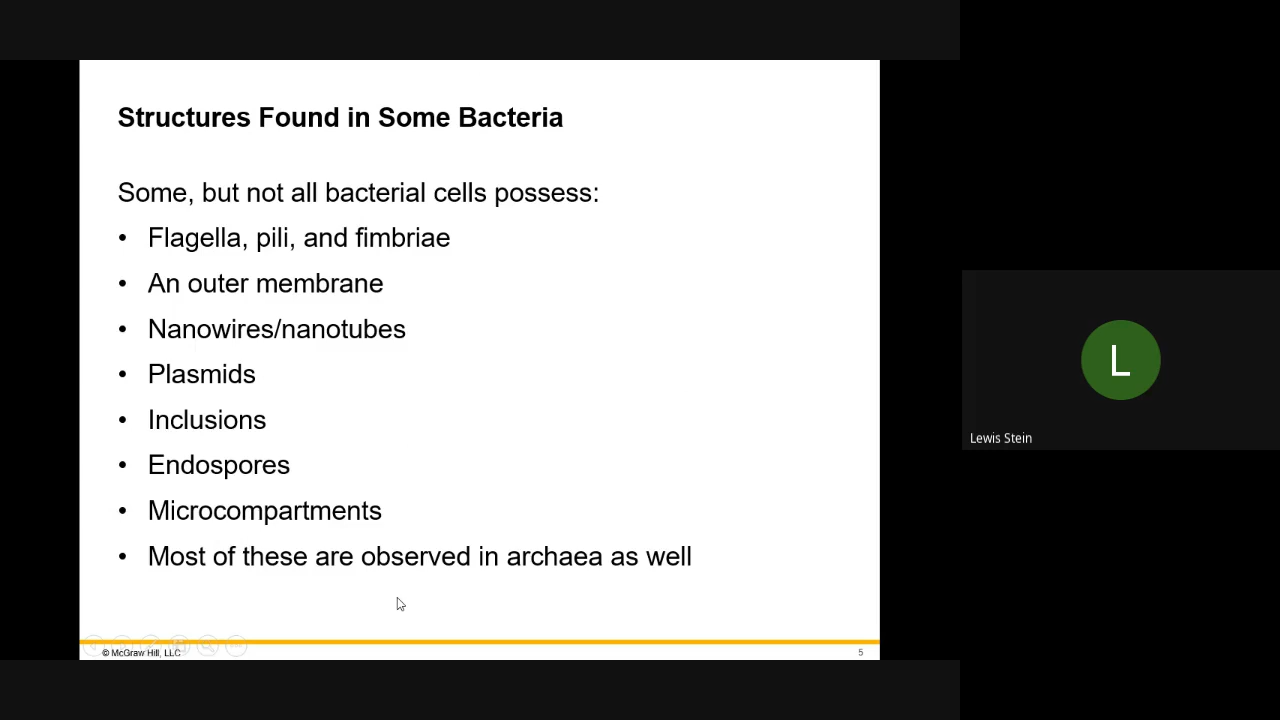 Structures Found in Some Bacteria
Some, but not all bacterial cells possess:
• Flagella, pili, and fimbriae
• An outer membrane
• Nanowires/nanotubes
• Plasmids
• Inclusions
• Endospores
• Microcompartments
• Most of these are observed in archaea as well
© McGraw Hill, LLC
5
L
Lewis Stein